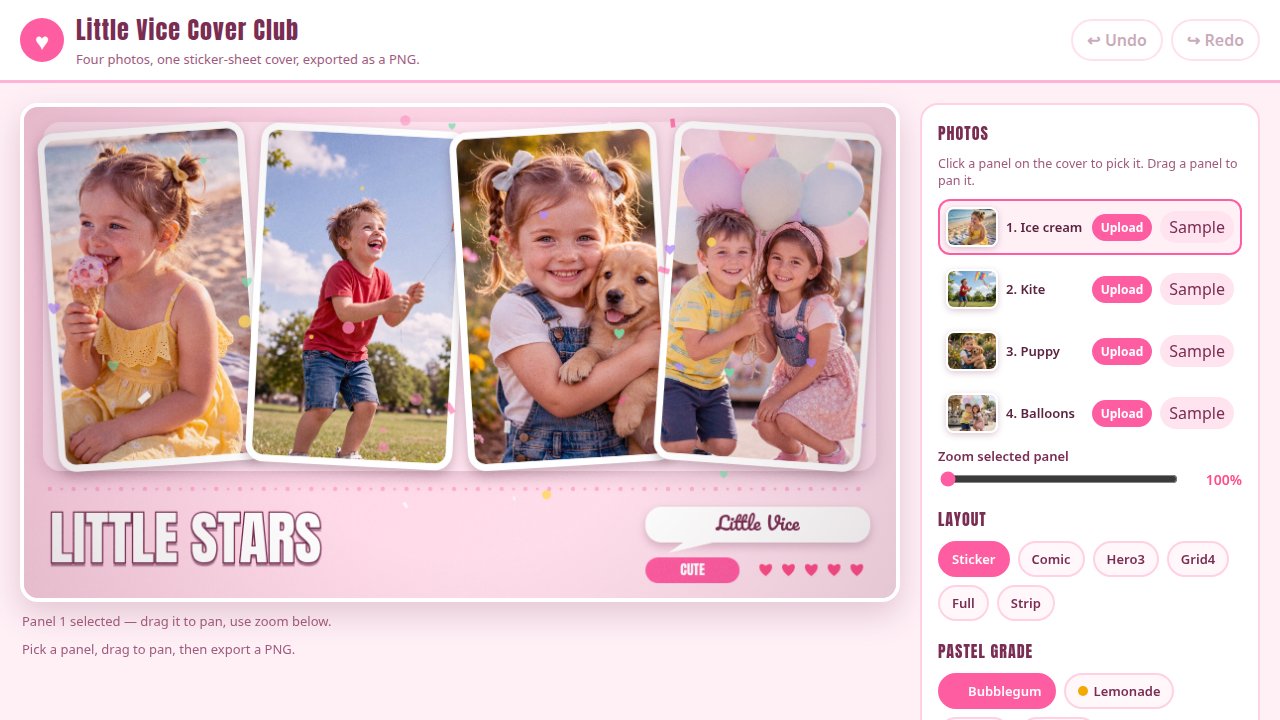 Little Vice Cover Club
Four photos, one sticker-sheet cover, exported as a PNG.
↩ Undo
↪ Redo
LITTLE STARS
Little Vice
CUTE
Panel 1 selected — drag it to pan, use zoom below.
Pick a panel, drag to pan, then export a PNG.
PHOTOS
Click a panel on the cover to pick it. Drag a panel to
pan it.
1. Ice cream Upload Sample
2. Kite Upload Sample
3. Puppy Upload Sample
4. Balloons Upload Sample
Zoom selected panel
100%
LAYOUT
Sticker Comic Hero3 Grid4
Full Strip
PASTEL GRADE
Bubblegum Lemonade